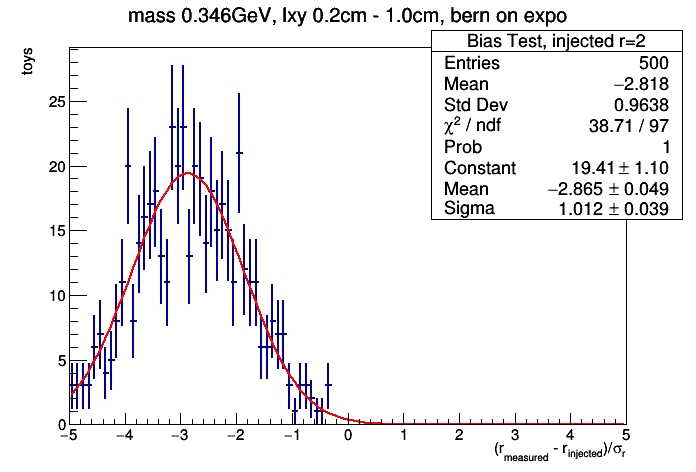 mass 0.346GeV, lxy 0.2cm - 1.0cm, bern on expo
toys
Bias Test, injected r=2
Entries 500
Mean −2.818
Std Dev 0.9638
χ² / ndf 38.71 / 97
Prob 1
Constant 19.41 ± 1.10
Mean −2.865 ± 0.049
Sigma 1.012 ± 0.039
25
20
15
10
5
0
−5 −4 −3 −2 −1 0 1 2 3 4 5
(r_measured - r_injected)/σ_r